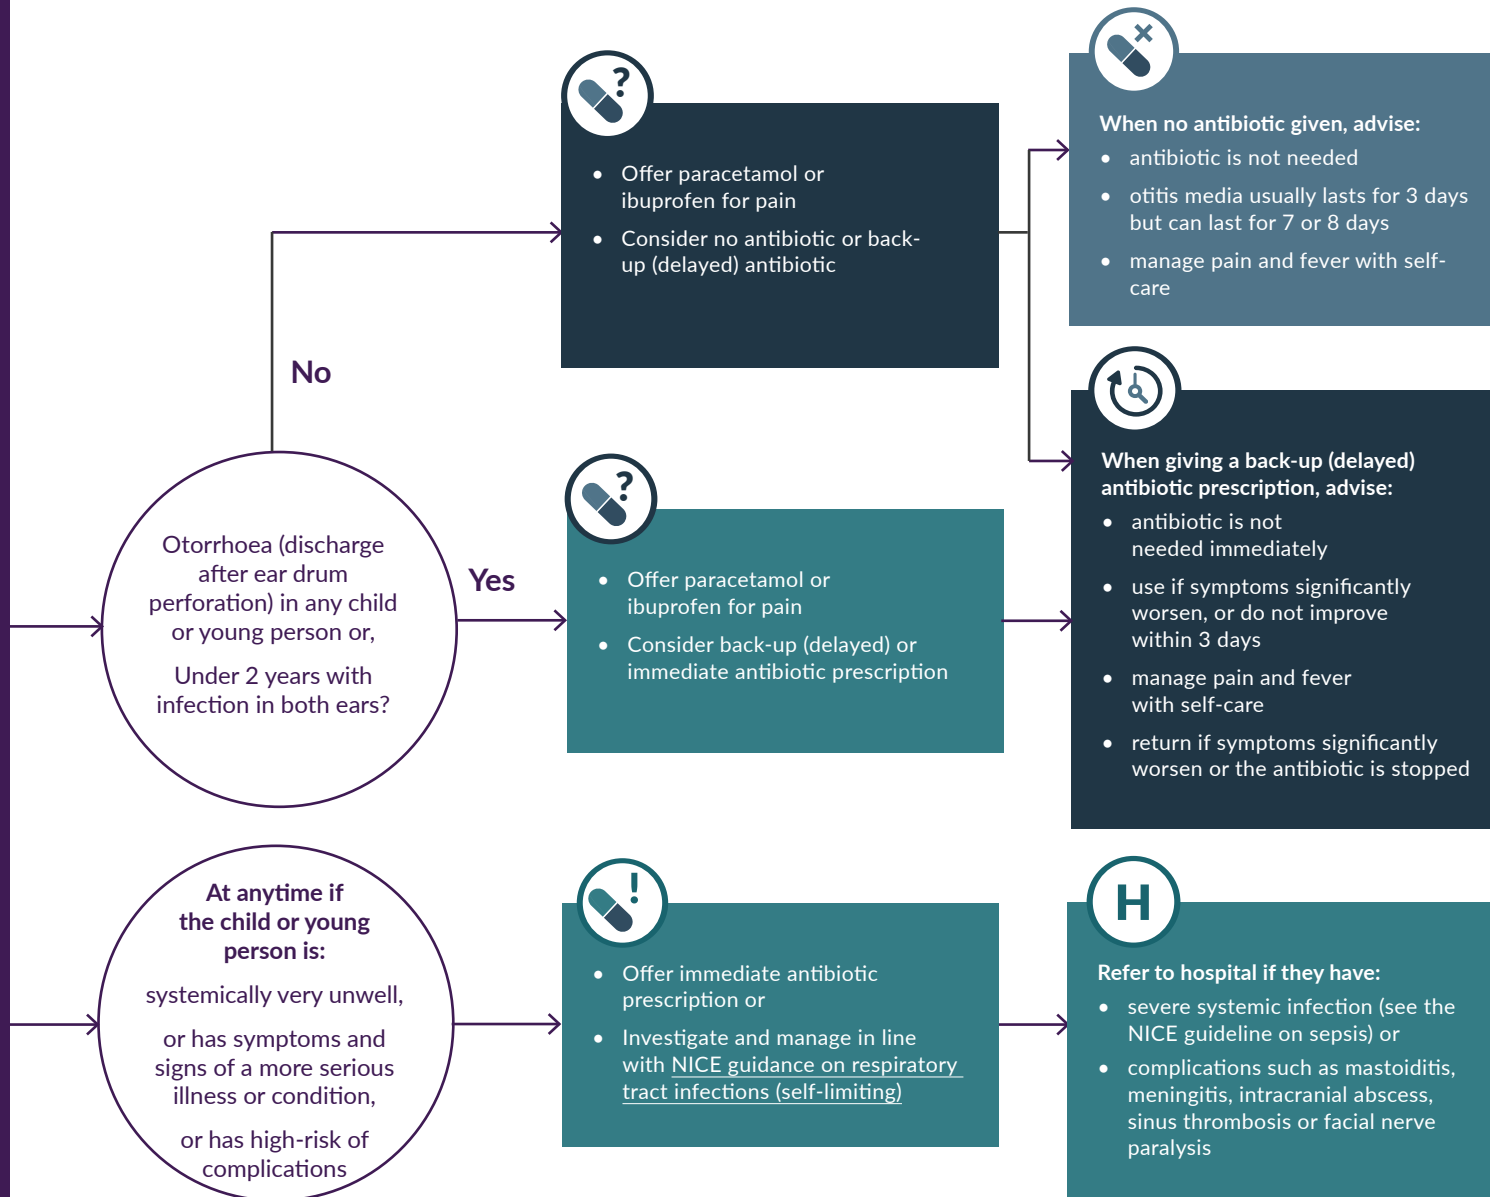 ?
Offer paracetamol or
ibuprofen for pain
Consider no antibiotic or back-
up (delayed) antibiotic
When no antibiotic given, advise:
antibiotic is not needed
otitis media usually lasts for 3 days
but can last for 7 or 8 days
manage pain and fever with self-
care
No
Otorrhoea (discharge
after ear drum
perforation) in any child
or young person or,
Under 2 years with
infection in both ears?
Yes
?
Offer paracetamol or
ibuprofen for pain
Consider back-up (delayed) or
immediate antibiotic prescription
When giving a back-up (delayed)
antibiotic prescription, advise:
antibiotic is not
needed immediately
use if symptoms significantly
worsen, or do not improve
within 3 days
manage pain and fever
with self-care
return if symptoms significantly
worsen or the antibiotic is stopped
At anytime if
the child or young
person is:
systemically very unwell,
or has symptoms and
signs of a more serious
illness or condition,
or has high-risk of
complications
!
Offer immediate antibiotic
prescription or
Investigate and manage in line
with NICE guidance on respiratory
tract infections (self-limiting)
H
Refer to hospital if they have:
severe systemic infection (see the
NICE guideline on sepsis) or
complications such as mastoiditis,
meningitis, intracranial abscess,
sinus thrombosis or facial nerve
paralysis